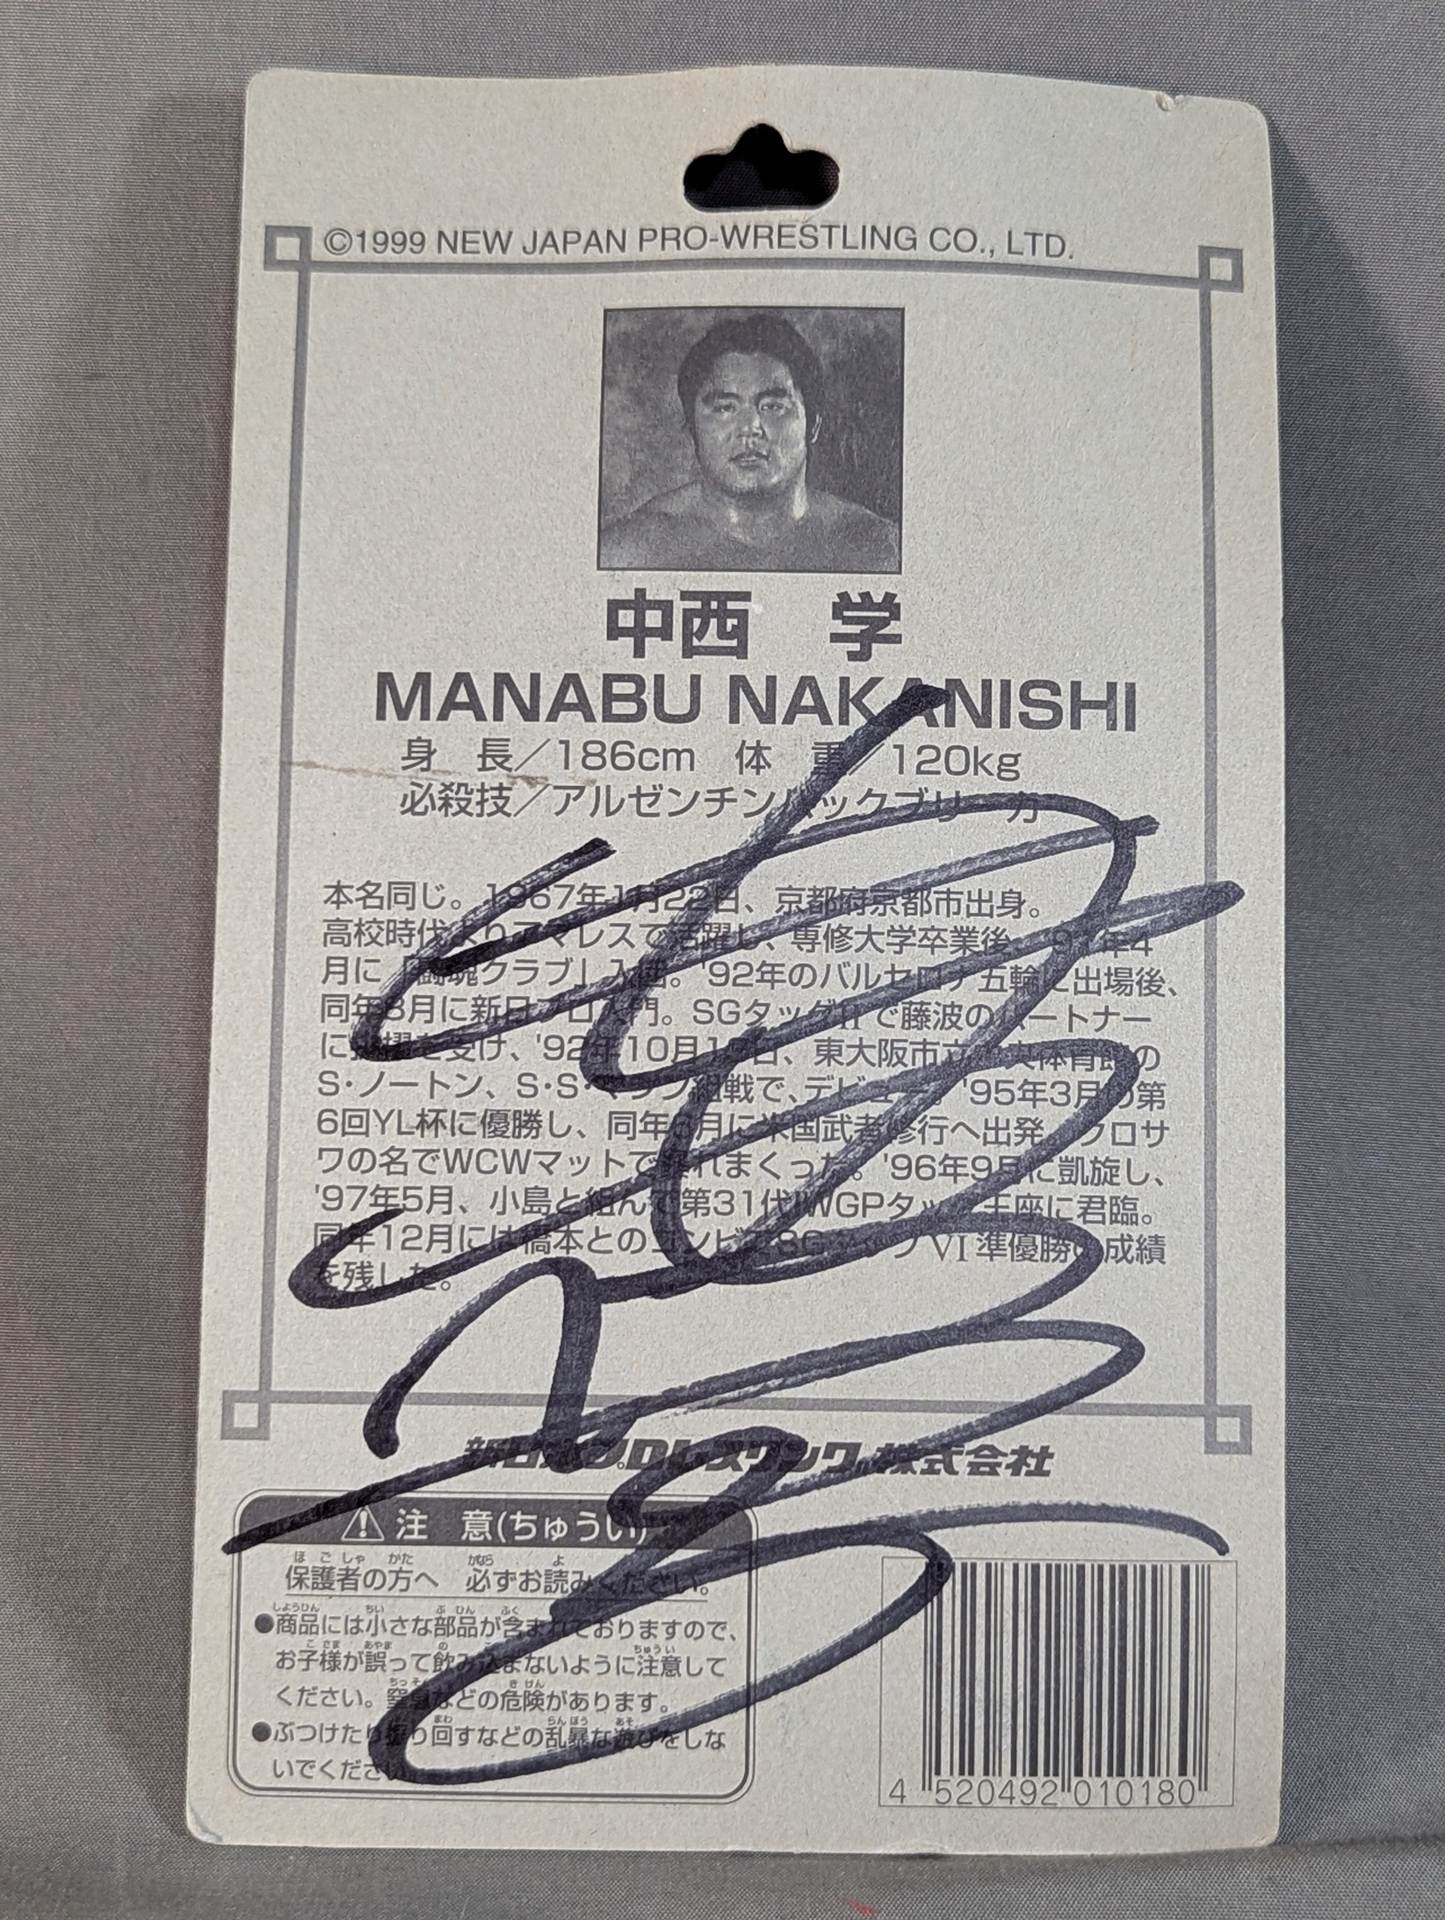 ©1999 NEW JAPAN PRO-WRESTLING CO., LTD.
中西 学
MANABU NAKANISHI
身 長／186cm 体 重／120kg
必殺技／アルゼンチンバックブリーカー
本名同じ。1967年1月22日、京都府京都市出身。
高校時代よりアマレスで活躍し、専修大学卒業後、 年4
月に「闘魂クラブ」入団。'92年のバルセロナ五輪に出場後、
同年8月に新日プロ入門。SGタッグIIで藤波のパートナー
に抜擢を受け、'92年10月 日、東大阪市立中央体育館の
S・ノートン、S・S・ 組戦で、デビュー。'95年3月の第
6回YL杯に優勝し、同年 月に米国武者修行へ出発。クロサ
ワの名でWCWマットで暴れまくった。'96年9月に凱旋し、
'97年5月、小島と組んで第31代IWGPタッグ王座に君臨。
同年12月には橋本とのコンビでSGタッグVI準優勝の成績
を残した。
新日本プロレスリング株式会社
注 意(ちゅうい)
保護者の方へ 必ずお読みください。
●商品には小さな部品が含まれておりますので、
お子様が誤って飲み込まないように注意して
ください。窒息などの危険があります。
●ぶつけたり振り回すなどの乱暴な遊びをしな
いでください。
4 520492 010180